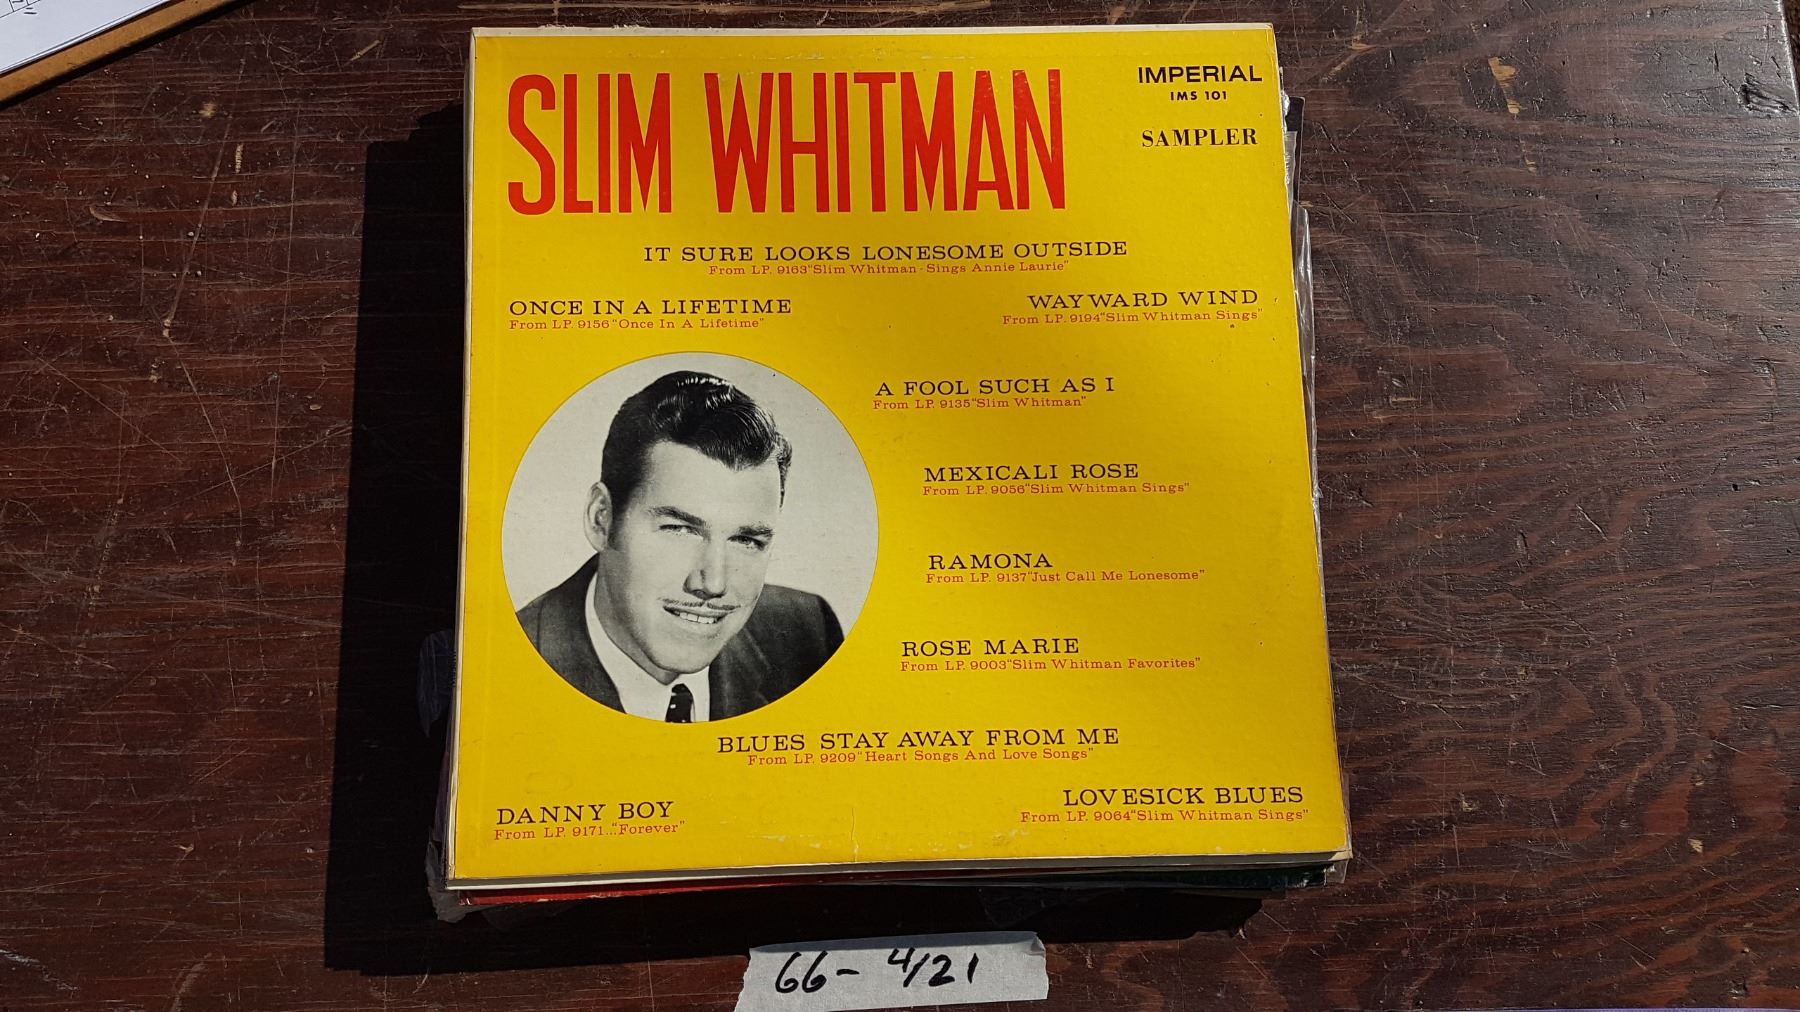 SLIM WHITMAN
IMPERIAL
IMS 101
SAMPLER
IT SURE LOOKS LONESOME OUTSIDE
From LP. 9163 "Slim Whitman - Sings Annie Laurie"
ONCE IN A LIFETIME
From LP. 9156 "Once In A Lifetime"
WAYWARD WIND
From LP. 9194 "Slim Whitman Sings"
A FOOL SUCH AS I
From LP. 9135 "Slim Whitman"
MEXICALI ROSE
From LP. 9056 "Slim Whitman Sings"
RAMONA
From LP. 9137 "Just Call Me Lonesome"
ROSE MARIE
From LP. 9003 "Slim Whitman Favorites"
BLUES STAY AWAY FROM ME
From LP. 9209 "Heart Songs And Love Songs"
DANNY BOY
From LP. 9171... "Forever"
LOVESICK BLUES
From LP. 9064 "Slim Whitman Sings"
66- 4/21